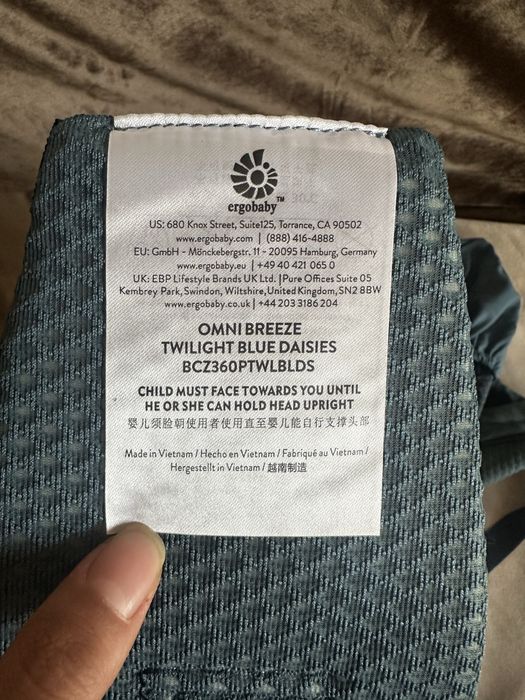 ergobaby™
US: 680 Knox Street, Suite125, Torrance, CA 90502
www.ergobaby.com | (888) 416-4888
EU: GmbH - Mönckebergstr. 11 - 20095 Hamburg, Germany
www.ergobaby.eu | +49 40 421 065 0
UK: EBP Lifestyle Brands UK Ltd. |Pure Offices Suite 05
Kembrey Park, Swindon, Wiltshire,United Kingdom,SN2 8BW
www.ergobaby.co.uk | +44 203 3186 204
OMNI BREEZE
TWILIGHT BLUE DAISIES
BCZ360PTWLBLDS
CHILD MUST FACE TOWARDS YOU UNTIL
HE OR SHE CAN HOLD HEAD UPRIGHT
婴儿须脸朝使用者使用直至婴儿能自行支撑头部
Made in Vietnam / Hecho en Vietnam / Fabriqué au Vietnam /
Hergestellt in Vietnam / 越南制造